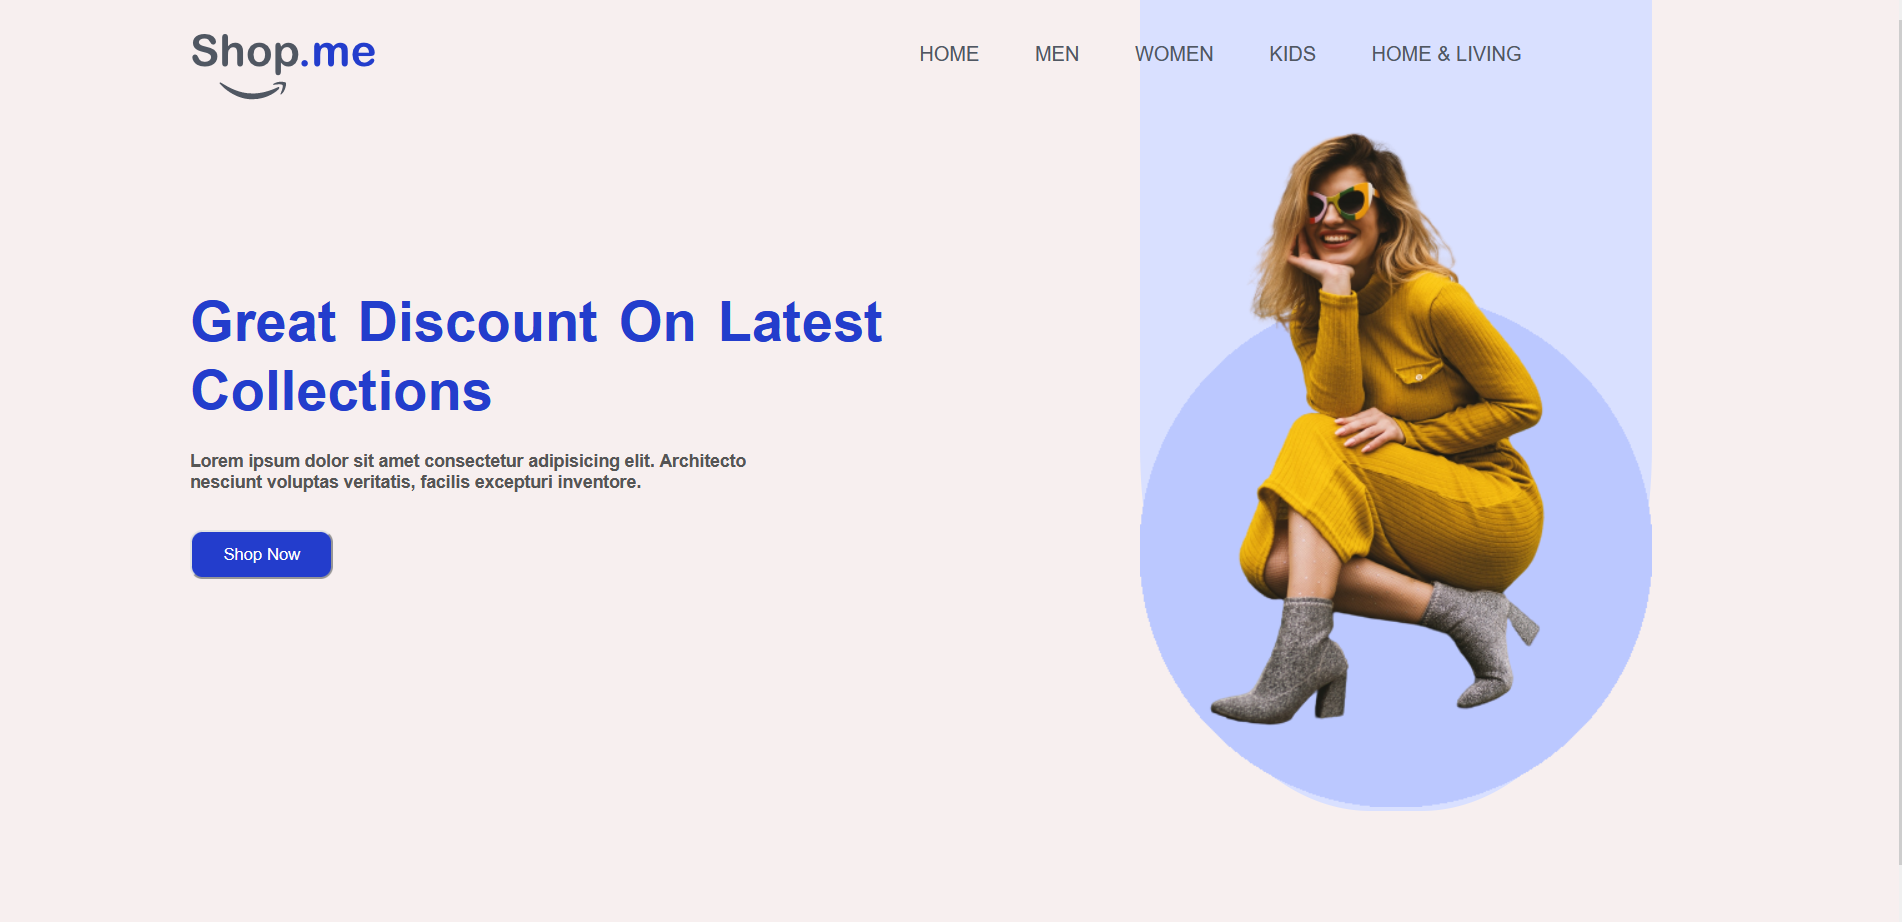 Shop.me
HOME MEN WOMEN KIDS HOME & LIVING
Great Discount On Latest
Collections
Lorem ipsum dolor sit amet consectetur adipisicing elit. Architecto
nesciunt voluptas veritatis, facilis excepturi inventore.
Shop Now